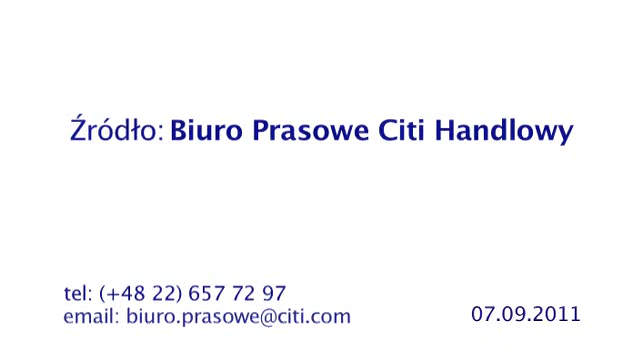 Źródło: Biuro Prasowe Citi Handlowy
tel: (+48 22) 657 72 97
email: biuro.prasowe@citi.com
07.09.2011